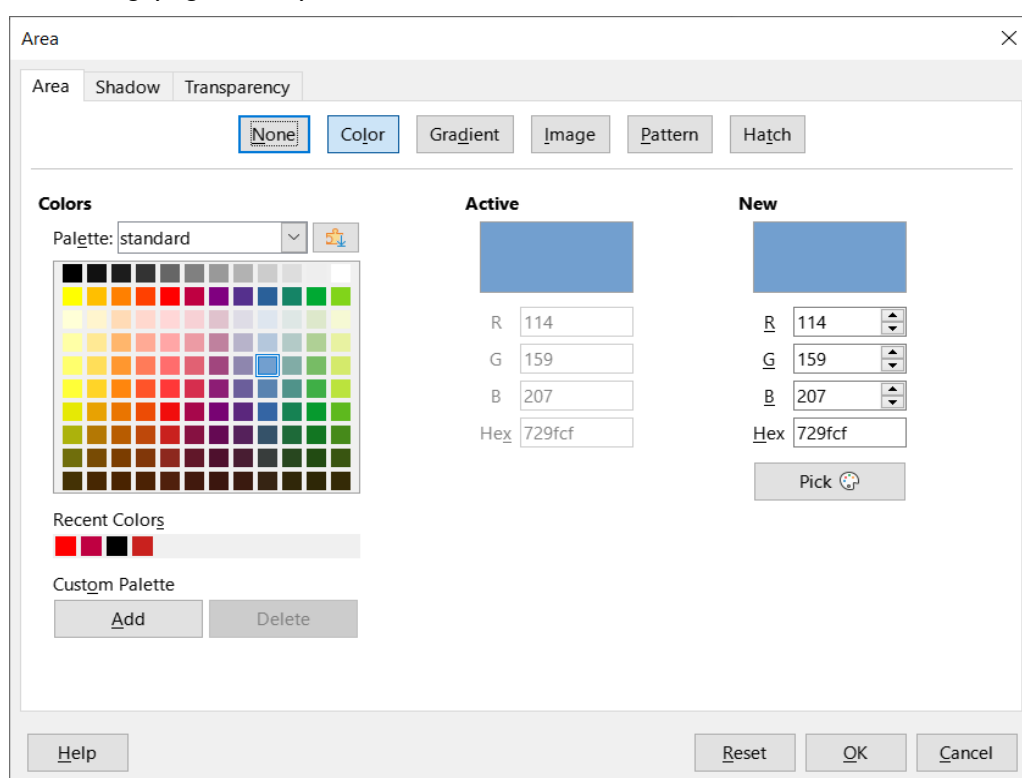 Area
Area Shadow Transparency
None Color Gradient Image Pattern Hatch
Colors Active New
Palette: standard
R 114 R 114
G 159 G 159
B 207 B 207
Hex 729fcf Hex 729fcf
Pick
Recent Colors
Custom Palette
Add Delete
Help Reset OK Cancel